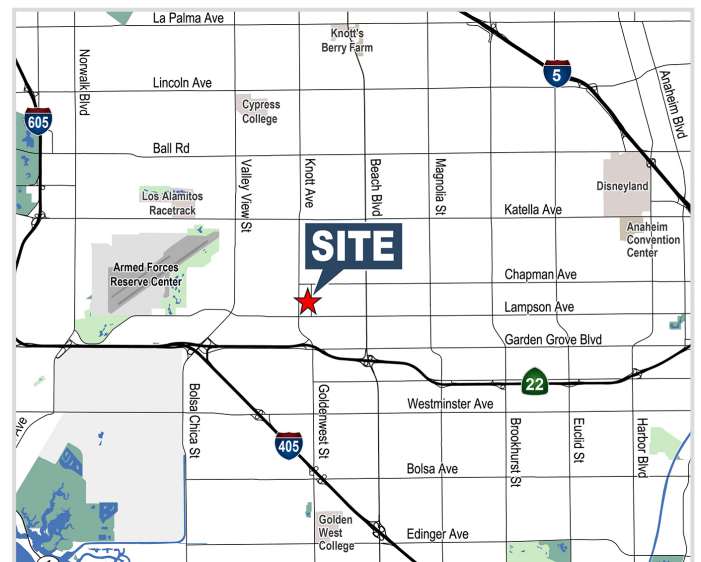 La Palma Ave
Knott's
Berry Farm
5
Norwalk Blvd
Lincoln Ave
Anaheim Blvd
605
Cypress
College
Ball Rd
Valley View St
Knott Ave
Beach Blvd
Magnolia St
Disneyland
Los Alamitos
Racetrack
Katella Ave
Anaheim
Convention
Center
SITE
Armed Forces
Reserve Center
Chapman Ave
Lampson Ave
Garden Grove Blvd
22
Bolsa Chica St
Goldenwest St
Westminster Ave
Brookhurst St
Euclid St
Harbor Blvd
Ave
405
Bolsa Ave
Golden
West
College
Edinger Ave
1